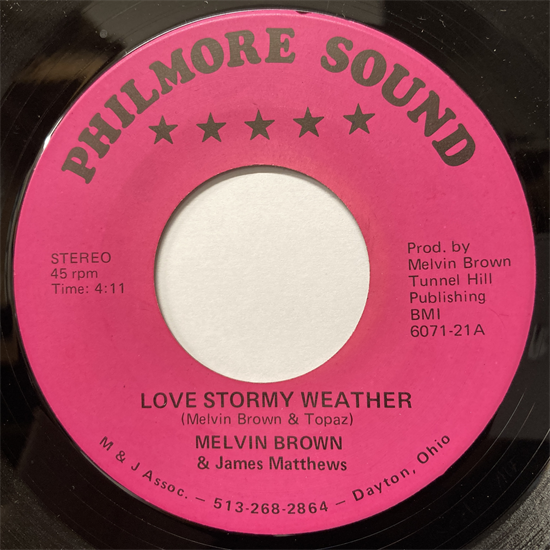 PHILMORE SOUND
STEREO
45 rpm
Time: 4:11
Prod. by
Melvin Brown
Tunnel Hill
Publishing
BMI
6071-21A
LOVE STORMY WEATHER
(Melvin Brown & Topaz)
MELVIN BROWN
& James Matthews
M & J Assoc. – 513-268-2864 – Dayton, Ohio